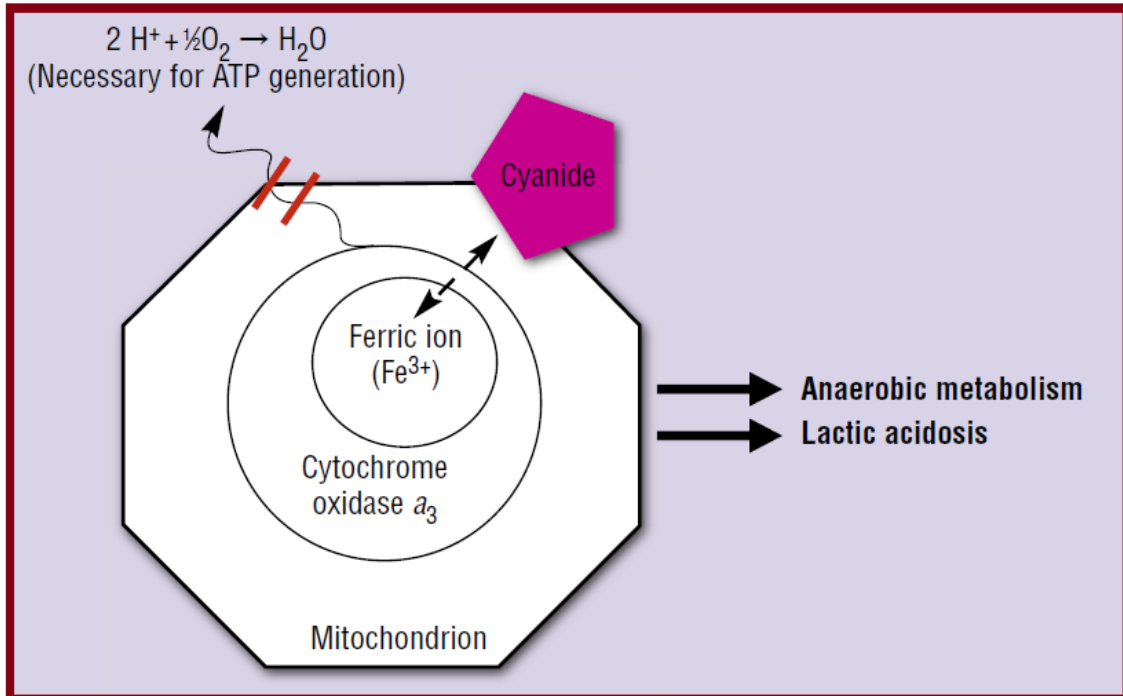 2 H⁺ + ½O₂ → H₂O
(Necessary for ATP generation)
Cyanide
Ferric ion
(Fe³⁺)
Cytochrome
oxidase a₃
Mitochondrion
Anaerobic metabolism
Lactic acidosis